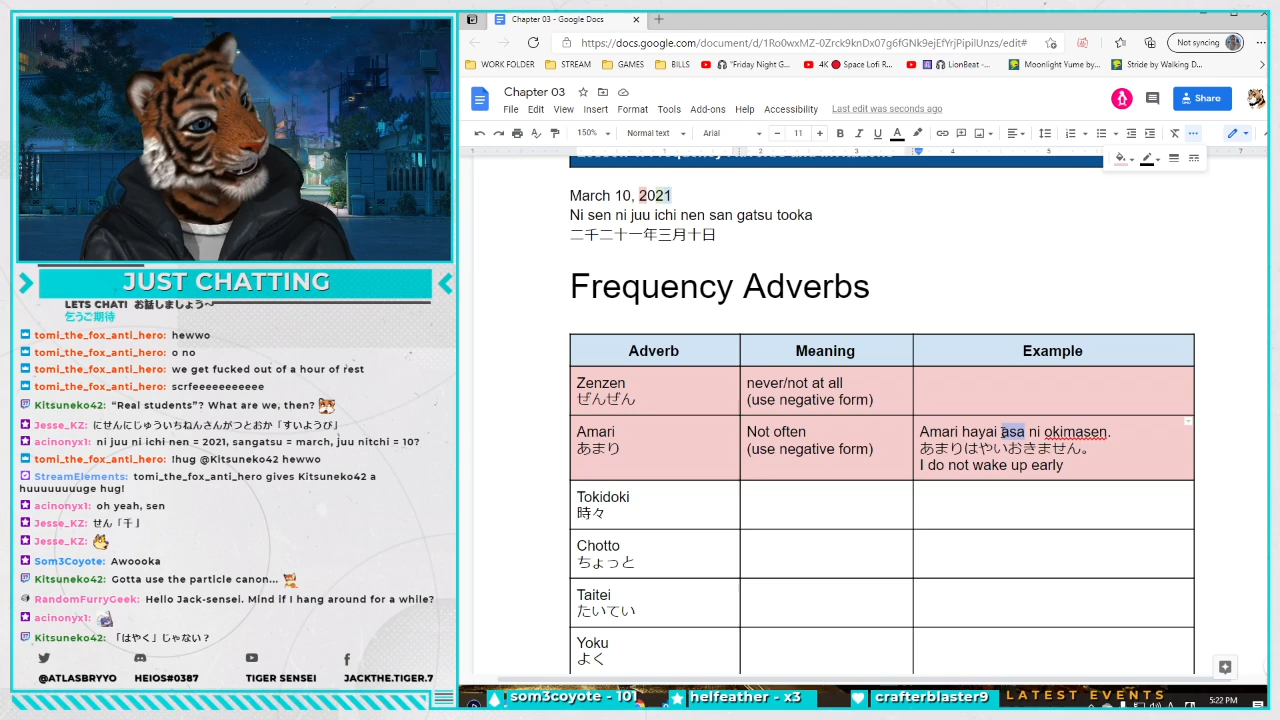 JUST CHATTING
LETS CHAT! お話しましょう～
乞うご期待
tomi_the_fox_anti_hero: hewwo
tomi_the_fox_anti_hero: o no
tomi_the_fox_anti_hero: we get fucked out of a hour of rest
tomi_the_fox_anti_hero: scrfeeeeeeeeeee
Kitsuneko42: “Real students”? What are we, then?
Jesse_KZ: にせんにじゅういちねんさんがつとおか「すいようび」
acinonyx1: ni juu ni ichi nen = 2021, sangatsu = march, juu nitchi = 10?
tomi_the_fox_anti_hero: !hug @Kitsuneko42 hewwo ~
StreamElements: tomi_the_fox_anti_hero gives Kitsuneko42 a
huuuuuuuuge hug!
acinonyx1: oh yeah, sen
Jesse_KZ: せん「千」
Jesse_KZ:
Som3Coyote: Awoooka
Kitsuneko42: Gotta use the particle canon...
RandomFurryGeek: Hello Jack-sensei. Mind if I hang around for a while?
acinonyx1:
Kitsuneko42: 「はやく」じゃない？
@ATLASBRYYO
HEIOS#0387
TIGER SENSEI
JACKTHE.TIGER.7
Chapter 03 - Google Docs
https://docs.google.com/document/d/1Ro0wxMZ-0Zrck9knDx07g6fGNk9ejEfYrjPipiIUnzs/edit#
Not syncing
WORK FOLDER
STREAM
GAMES
BILLS
"Friday Night G...
4K
Space Lofi R...
LionBeat -...
Moonlight Yume by...
Stride by Walking D...
Chapter 03
File Edit View Insert Format Tools Add-ons Help Accessibility Last edit was seconds ago
Share
150% Normal text Arial 11
March 10, 2021
Ni sen ni juu ichi nen san gatsu tooka
二千二十一年三月十日
Frequency Adverbs
Adverb Meaning Example
Zenzen
ぜんぜん
never/not at all
(use negative form)
Amari
あまり
Not often
(use negative form)
Amari hayai asa ni okimasen.
あまりはやいおきません。
I do not wake up early
Tokidoki
時々
Chotto
ちょっと
Taitei
たいてい
Yoku
よく
som3coyote - 101
helfeather - x3
crafterblaster9
LATEST EVENTS
5:22 PM